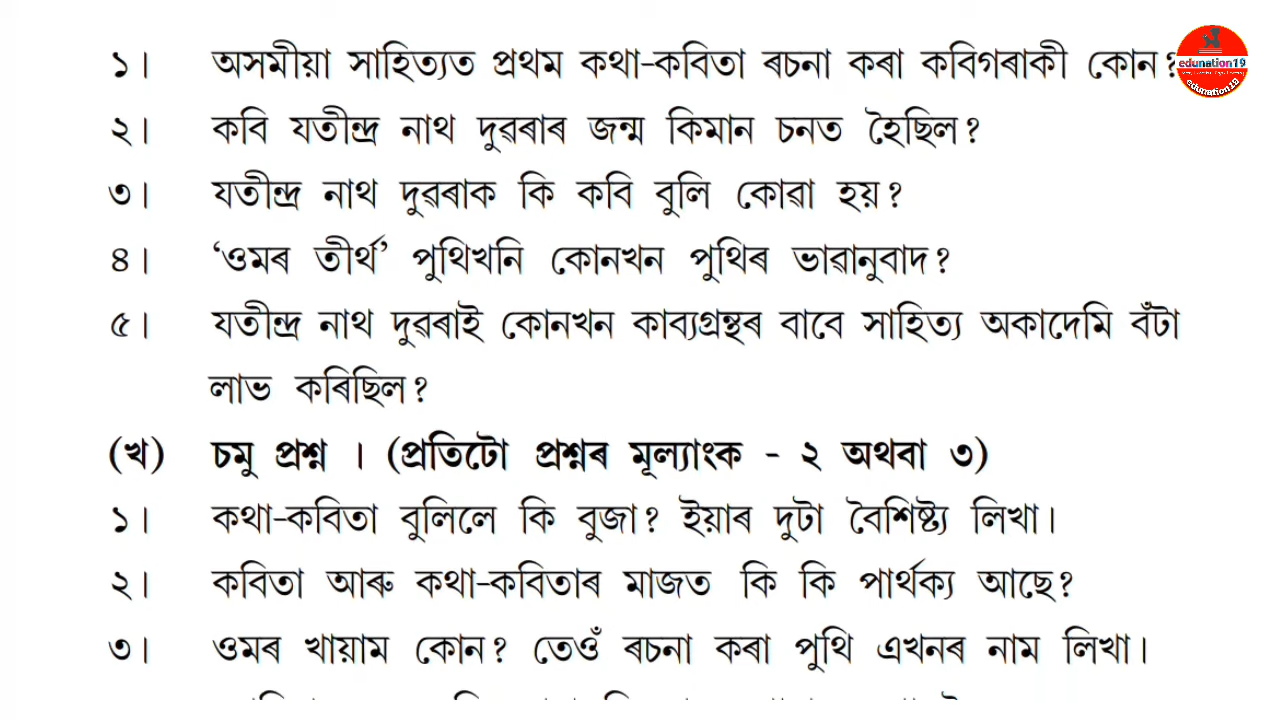 edunation19
edunation19
১। অসমীয়া সাহিত্যত প্ৰথম কথা-কবিতা ৰচনা কৰা কবিগৰাকী কোন?
২। কবি যতীন্দ্ৰ নাথ দুৱৰাৰ জন্ম কিমান চনত হৈছিল?
৩। যতীন্দ্ৰ নাথ দুৱৰাক কি কবি বুলি কোৱা হয়?
৪। ‘ওমৰ তীৰ্থ’ পুথিখনি কোনখন পুথিৰ ভাৱানুবাদ?
৫। যতীন্দ্ৰ নাথ দুৱৰাই কোনখন কাব্যগ্ৰন্থৰ বাবে সাহিত্য অকাদেমি বঁটা
লাভ কৰিছিল?
(খ) চমু প্ৰশ্ন । (প্ৰতিটো প্ৰশ্নৰ মূল্যাংক - ২ অথবা ৩)
১। কথা-কবিতা বুলিলে কি বুজা? ইয়াৰ দুটা বৈশিষ্ট্য লিখা।
২। কবিতা আৰু কথা-কবিতাৰ মাজত কি কি পাৰ্থক্য আছে?
৩। ওমৰ খায়াম কোন? তেওঁ ৰচনা কৰা পুথি এখনৰ নাম লিখা।